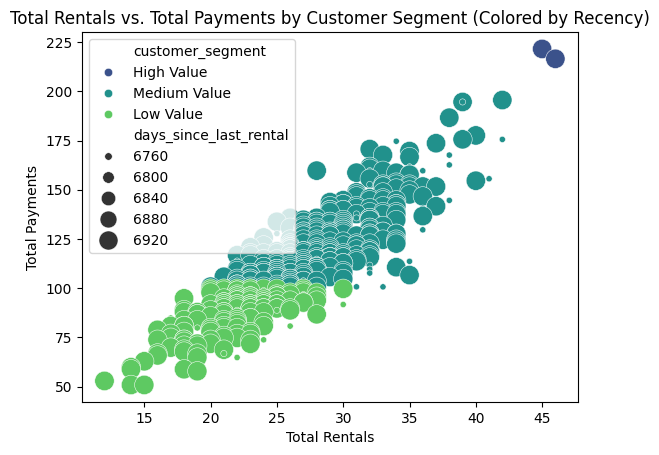 Total Rentals vs. Total Payments by Customer Segment (Colored by Recency)
225
200
175
150
125
100
75
50
Total Payments
customer_segment
High Value
Medium Value
Low Value
days_since_last_rental
6760
6800
6840
6880
6920
15
20
25
30
35
40
45
Total Rentals